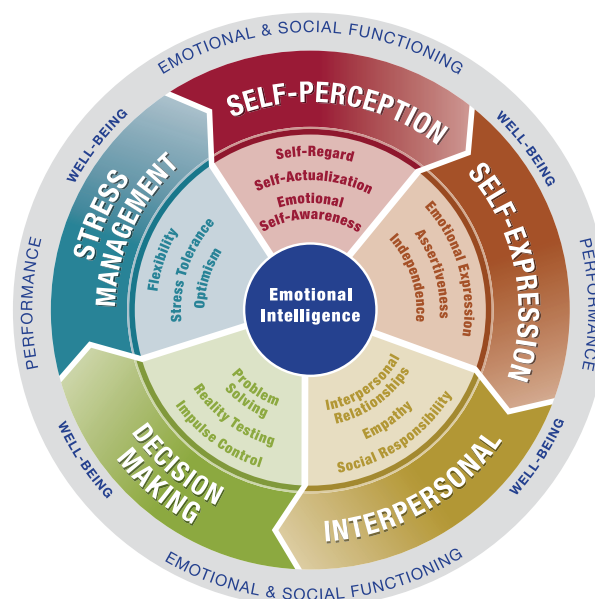 EMOTIONAL & SOCIAL FUNCTIONING
WELL-BEING
WELL-BEING
PERFORMANCE
PERFORMANCE
SELF-PERCEPTION
Self-Regard
Self-Actualization
Emotional
Self-Awareness
SELF-EXPRESSION
Emotional Expression
Assertiveness
Independence
INTERPERSONAL
Interpersonal
Relationships
Empathy
Social Responsibility
DECISION
MAKING
Problem
Solving
Reality Testing
Impulse Control
STRESS
MANAGEMENT
Flexibility
Stress Tolerance
Optimism
Emotional
Intelligence
WELL-BEING
WELL-BEING
EMOTIONAL & SOCIAL FUNCTIONING